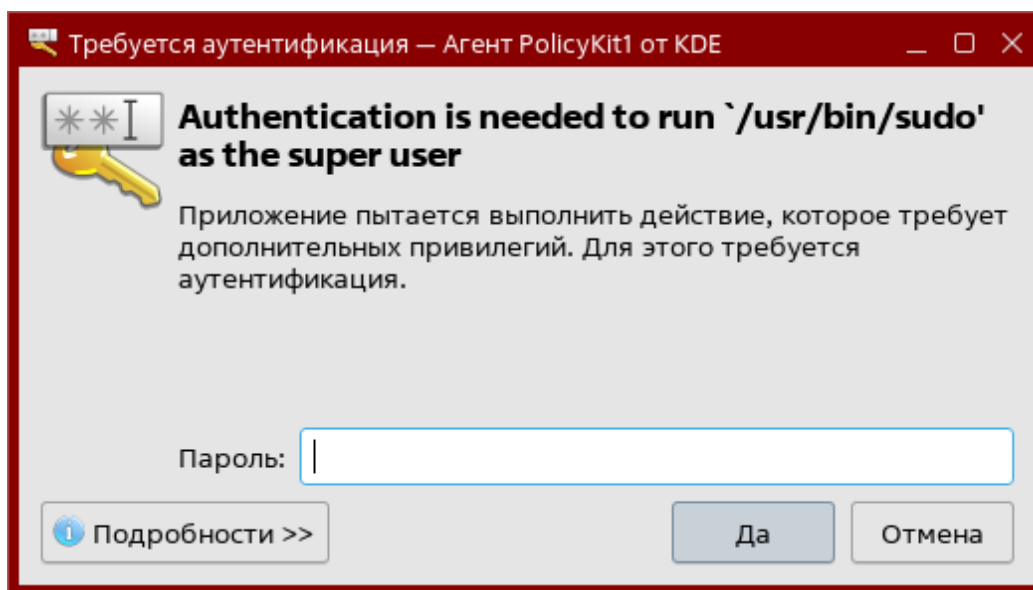 Требуется аутентификация — Агент PolicyKit1 от KDE
Authentication is needed to run `/usr/bin/sudo'
as the super user
Приложение пытается выполнить действие, которое требует
дополнительных привилегий. Для этого требуется
аутентификация.
Пароль:
Подробности >>
Да
Отмена